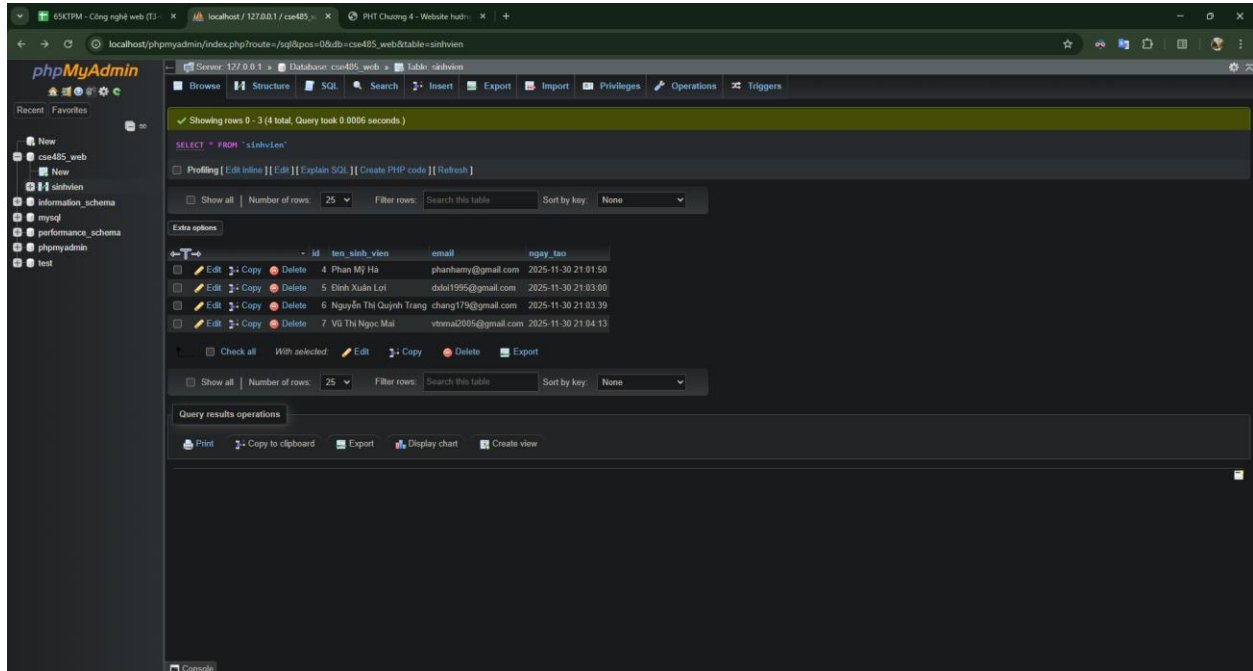 65KTPM - Công nghệ web (T3- localhost / 127.0.0.1 / cse485_w PHT Chương 4 - Website hướng
localhost/phpmyadmin/index.php?route=/sql&pos=0&db=cse485_web&table=sinhvien
phpMyAdmin
Recent Favorites
New
cse485_web
New
sinhvien
information_schema
mysql
performance_schema
phpmyadmin
test
Server: 127.0.0.1 » Database: cse485_web » Table: sinhvien
Browse Structure SQL Search Insert Export Import Privileges Operations Triggers
Showing rows 0 - 3 (4 total, Query took 0.0006 seconds.)
SELECT * FROM `sinhvien`
Profiling [ Edit inline ] [ Edit ] [ Explain SQL ] [ Create PHP code ] [ Refresh ]
Show all | Number of rows: 25 Filter rows: Search this table Sort by key: None
Extra options
id ten_sinh_vien email ngay_tao
Edit Copy Delete 4 Phan Mỹ Hà phanhamy@gmail.com 2025-11-30 21:01:50
Edit Copy Delete 5 Đinh Xuân Lợi dxloi1995@gmail.com 2025-11-30 21:03:00
Edit Copy Delete 6 Nguyễn Thị Quỳnh Trang chang179@gmail.com 2025-11-30 21:03:39
Edit Copy Delete 7 Vũ Thị Ngọc Mai vtnmai2005@gmail.com 2025-11-30 21:04:13
Check all With selected: Edit Copy Delete Export
Show all | Number of rows: 25 Filter rows: Search this table Sort by key: None
Query results operations
Print Copy to clipboard Export Display chart Create view
Console